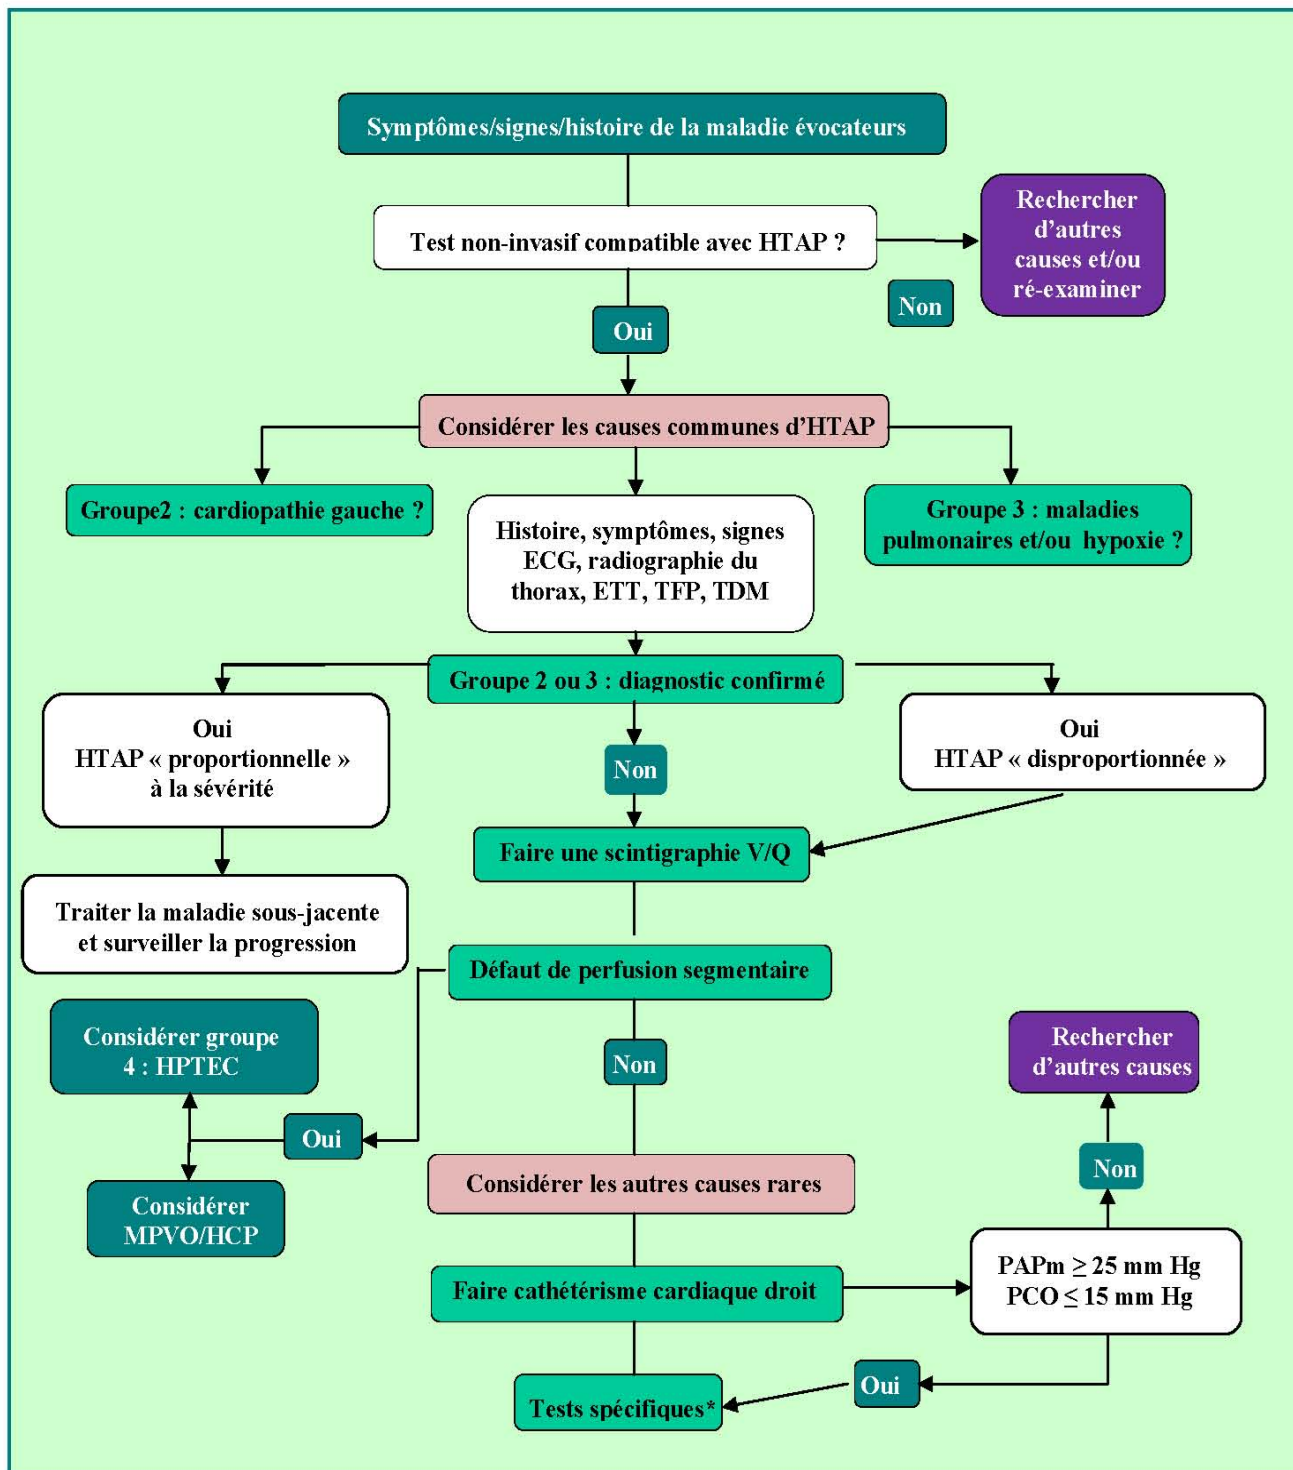 Symptômes/signes/histoire de la maladie évocateurs
Test non-invasif compatible avec HTAP ?
Rechercher
d'autres
causes et/ou
ré-examiner
Non
Oui
Considérer les causes communes d'HTAP
Groupe2 : cardiopathie gauche ?
Histoire, symptômes, signes
ECG, radiographie du
thorax, ETT, TFP, TDM
Groupe 3 : maladies
pulmonaires et/ou hypoxie ?
Groupe 2 ou 3 : diagnostic confirmé
Oui
HTAP « proportionnelle »
à la sévérité
Non
Oui
HTAP « disproportionnée »
Faire une scintigraphie V/Q
Traiter la maladie sous-jacente
et surveiller la progression
Défaut de perfusion segmentaire
Considérer groupe
4 : HPTEC
Non
Rechercher
d'autres causes
Oui
Non
Considérer les autres causes rares
Considérer
MPVO/HCP
Faire cathétérisme cardiaque droit
PAPm ≥ 25 mm Hg
PCO ≤ 15 mm Hg
Oui
Tests spécifiques*